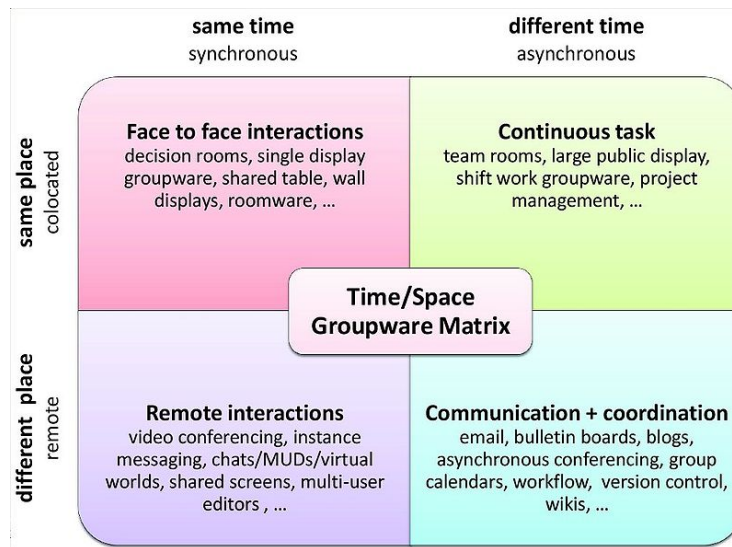 same time
synchronous
different time
asynchronous
same place
colocated
Face to face interactions
decision rooms, single display
groupware, shared table, wall
displays, roomware, ...
Continuous task
team rooms, large public display,
shift work groupware, project
management, ...
Time/Space
Groupware Matrix
different place
remote
Remote interactions
video conferencing, instance
messaging, chats/MUDs/virtual
worlds, shared screens, multi-user
editors , ...
Communication + coordination
email, bulletin boards, blogs,
asynchronous conferencing, group
calendars, workflow, version control,
wikis, ...